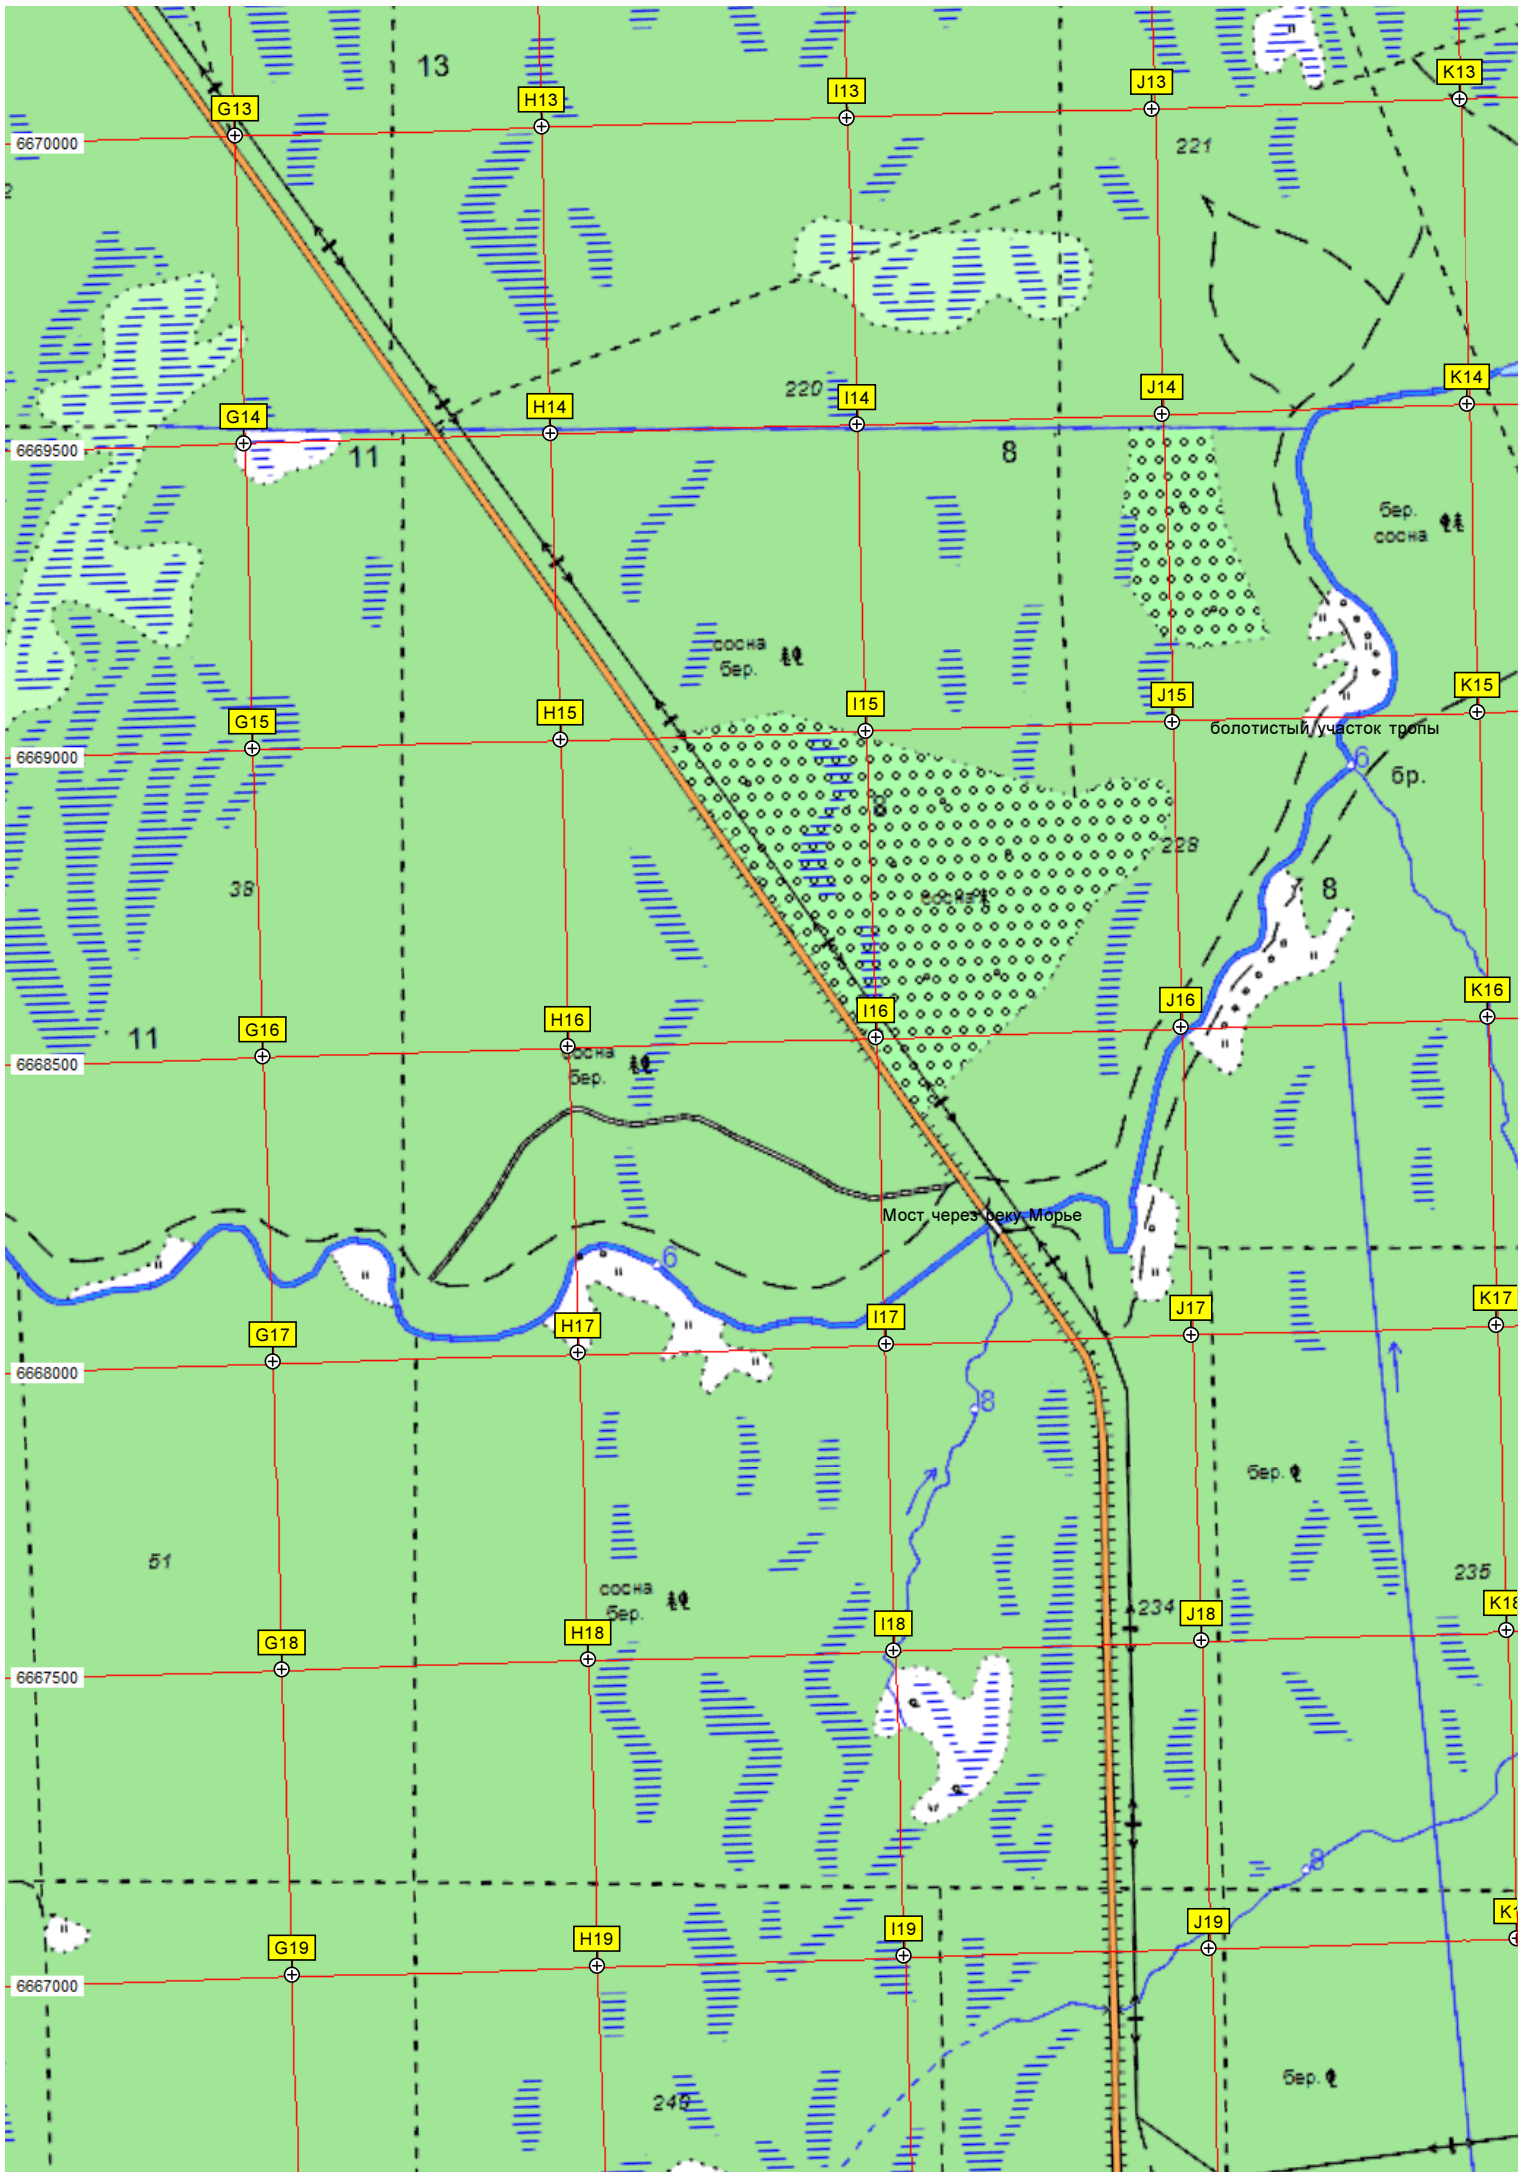 13
G13
H13
I13
J13
K13
6670000
221
220
G14
H14
I14
J14
K14
6669500
11
8
бер.
сосна
сосна
бер.
G15
H15
I15
J15
K15
болотистый участок тропы
6669000
6
бр.
8
228
38
сосна
8
G16
H16
I16
J16
K16
11
6668500
сосна
бер.
Мост через реку Морье
6
G17
H17
I17
J17
K17
6668000
8
бер.
51
235
сосна
бер.
234
G18
H18
I18
J18
K18
6667500
8
G19
H19
I19
J19
6667000
бер.
249